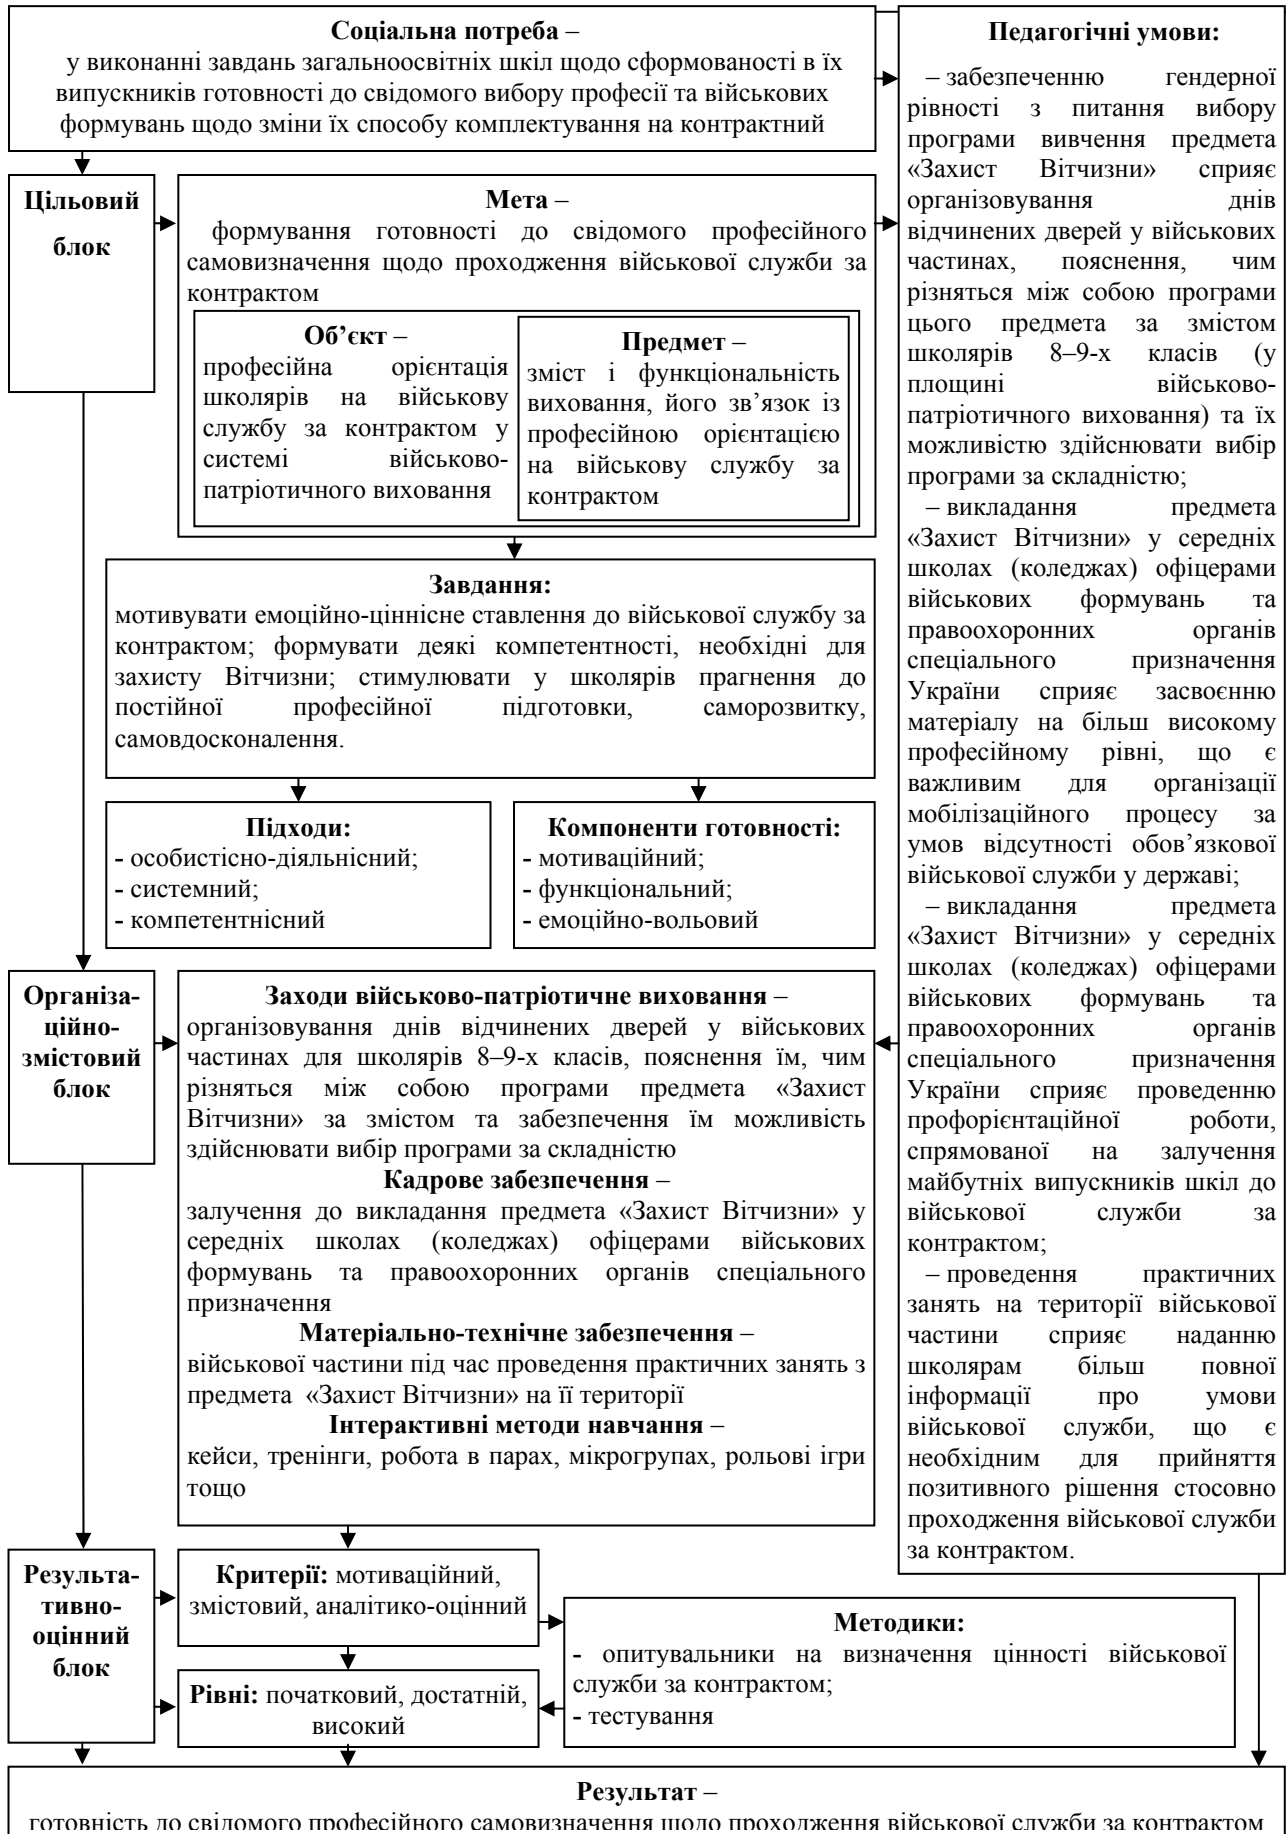 Соціальна потреба –
у виконанні завдань загальноосвітніх шкіл щодо сформованості в їх
випускників готовності до свідомого вибору професії та військових
формувань щодо зміни їх способу комплектування на контрактний
Цільовий
блок
Мета –
формування готовності до свідомого професійного
самовизначення щодо проходження військової служби за
контрактом
Об’єкт –
професійна орієнтація
школярів на військову
службу за контрактом у
системі військово-
патріотичного виховання
Предмет –
зміст і функціональність
виховання, його зв’язок із
професійною орієнтацією
на військову службу за
контрактом
Завдання:
мотивувати емоційно-ціннісне ставлення до військової службу за
контрактом; формувати деякі компетентності, необхідні для
захисту Вітчизни; стимулювати у школярів прагнення до
постійної професійної підготовки, саморозвитку,
самовдосконалення.
Підходи:
- особистісно-діяльнісний;
- системний;
- компетентнісний
Компоненти готовності:
- мотиваційний;
- функціональний;
- емоційно-вольовий
Організа-
ційно-
змістовий
блок
Заходи військово-патріотичне виховання –
організовування днів відчинених дверей у військових
частинах для школярів 8–9-х класів, пояснення їм, чим
різняться між собою програми предмета «Захист
Вітчизни» за змістом та забезпечення їм можливість
здійснювати вибір програми за складністю
Кадрове забезпечення –
залучення до викладання предмета «Захист Вітчизни» у
середніх школах (коледжах) офіцерами військових
формувань та правоохоронних органів спеціального
призначення
Матеріально-технічне забезпечення –
військової частини під час проведення практичних занять з
предмета «Захист Вітчизни» на її території
Інтерактивні методи навчання –
кейси, тренінги, робота в парах, мікрогрупах, рольові ігри
тощо
Педагогічні умови:
– забезпеченню гендерної
рівності з питання вибору
програми вивчення предмета
«Захист Вітчизни» сприяє
організовування днів
відчинених дверей у військових
частинах, пояснення, чим
різняться між собою програми
цього предмета за змістом
школярів 8–9-х класів (у
площині військово-
патріотичного виховання) та їх
можливістю здійснювати вибір
програми за складністю;
– викладання предмета
«Захист Вітчизни» у середніх
школах (коледжах) офіцерами
військових формувань та
правоохоронних органів
спеціального призначення
України сприяє засвоєнню
матеріалу на більш високому
професійному рівні, що є
важливим для організації
мобілізаційного процесу за
умов відсутності обов’язкової
військової служби у державі;
– викладання предмета
«Захист Вітчизни» у середніх
школах (коледжах) офіцерами
військових формувань та
правоохоронних органів
спеціального призначення
України сприяє проведенню
профорієнтаційної роботи,
спрямованої на залучення
майбутніх випускників шкіл до
військової служби за
контрактом;
– проведення практичних
занять на території військової
частини сприяє наданню
школярам більш повної
інформації про умови
військової служби, що є
необхідним для прийняття
позитивного рішення стосовно
проходження військової служби
за контрактом.
Результа-
тивно-
оцінний
блок
Критерії: мотиваційний,
змістовий, аналітико-оцінний
Рівні: початковий, достатній,
високий
Методики:
- опитувальники на визначення цінності військової
служби за контрактом;
- тестування
Результат –
готовність до свідомого професійного самовизначення щодо проходження військової служби за контрактом